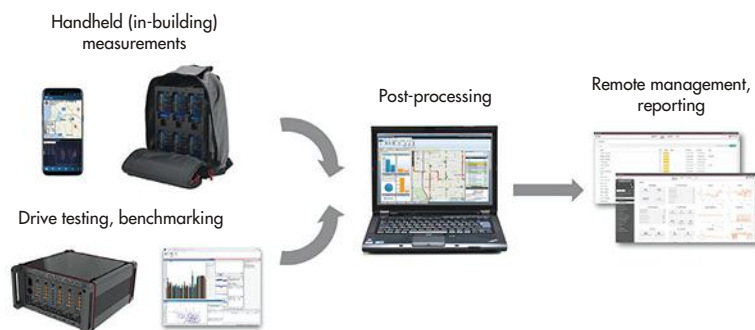 Handheld (in-building)
measurements
Post-processing
Remote management,
reporting
Drive testing, benchmarking